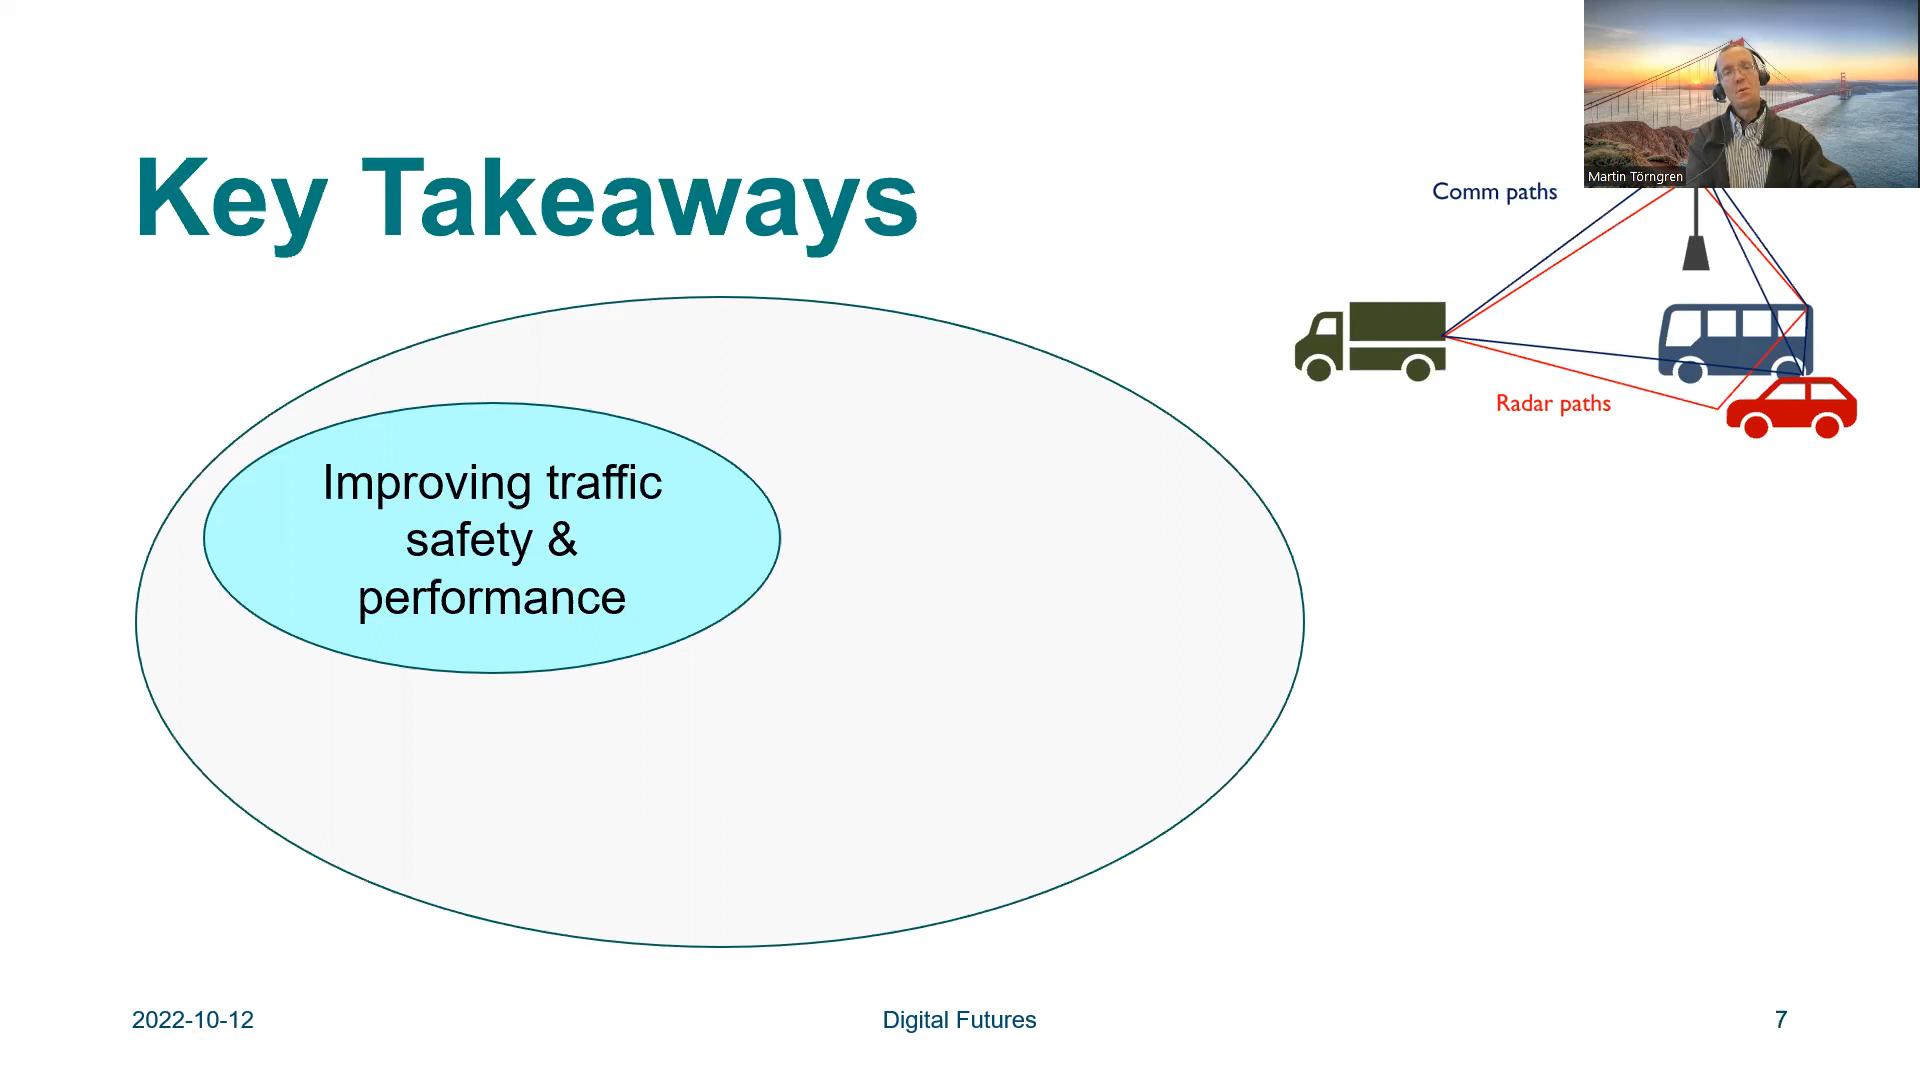 Key Takeaways
Martin Törngren
Comm paths
Radar paths
Improving traffic
safety &
performance
2022-10-12
Digital Futures
7